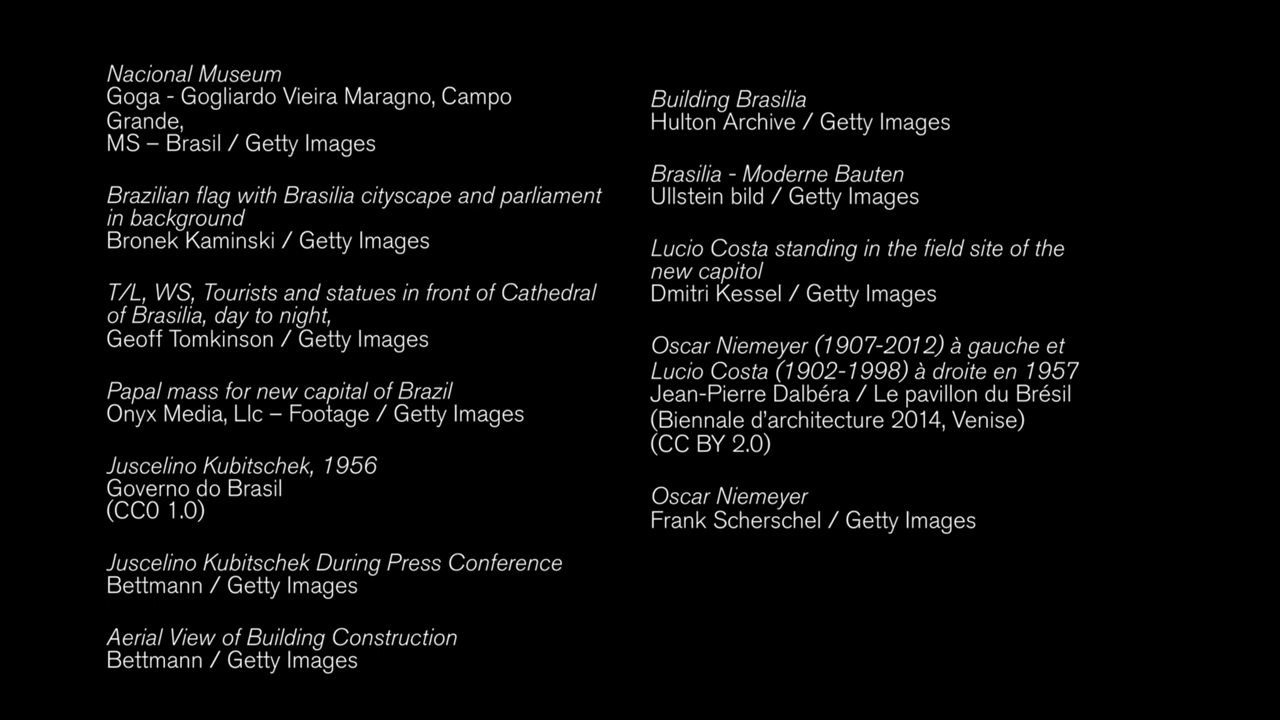 Nacional Museum
Goga - Gogliardo Vieira Maragno, Campo
Grande,
MS – Brasil / Getty Images
Brazilian flag with Brasilia cityscape and parliament
in background
Bronek Kaminski / Getty Images
T/L, WS, Tourists and statues in front of Cathedral
of Brasilia, day to night,
Geoff Tomkinson / Getty Images
Papal mass for new capital of Brazil
Onyx Media, Llc – Footage / Getty Images
Juscelino Kubitschek, 1956
Governo do Brasil
(CC0 1.0)
Juscelino Kubitschek During Press Conference
Bettmann / Getty Images
Aerial View of Building Construction
Bettmann / Getty Images
Building Brasilia
Hulton Archive / Getty Images
Brasilia - Moderne Bauten
Ullstein bild / Getty Images
Lucio Costa standing in the field site of the
new capitol
Dmitri Kessel / Getty Images
Oscar Niemeyer (1907-2012) à gauche et
Lucio Costa (1902-1998) à droite en 1957
Jean-Pierre Dalbéra / Le pavillon du Brésil
(Biennale d’architecture 2014, Venise)
(CC BY 2.0)
Oscar Niemeyer
Frank Scherschel / Getty Images